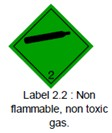 2
Label 2.2 : Non
flammable, non toxic
gas.